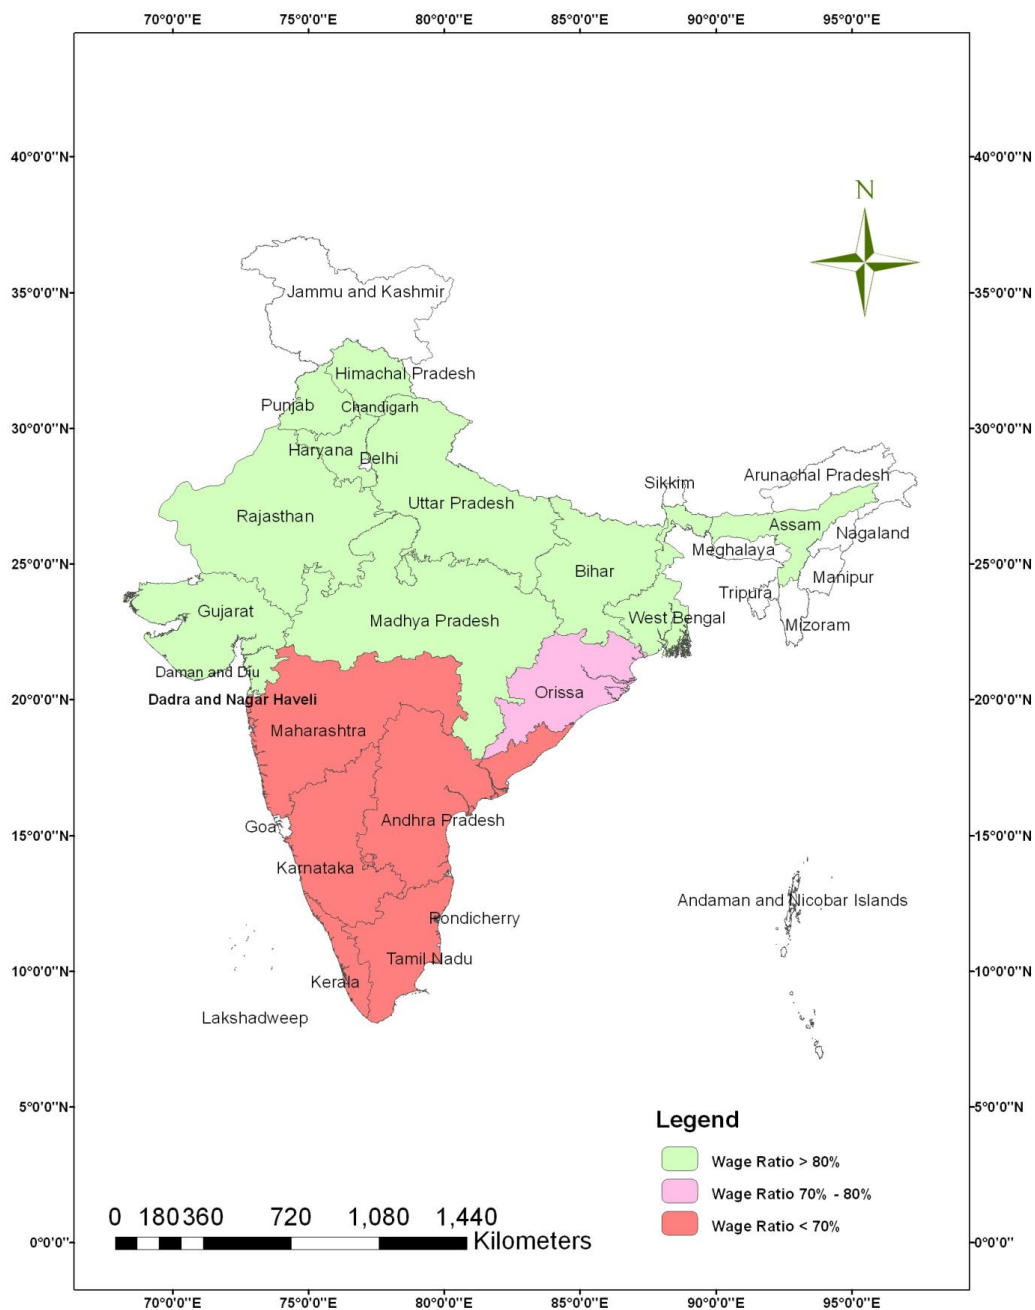 70°0'0"E 75°0'0"E 80°0'0"E 85°0'0"E 90°0'0"E 95°0'0"E
40°0'0"N 40°0'0"N
N
35°0'0"N 35°0'0"N
Jammu and Kashmir
Himachal Pradesh
Punjab
Chandigarh
30°0'0"N 30°0'0"N
Haryana
Delhi
Sikkim
Arunachal Pradesh
Uttar Pradesh
Rajasthan
Assam
Nagaland
Meghalaya
25°0'0"N 25°0'0"N
Bihar
Manipur
Tripura
Gujarat
Madhya Pradesh
West Bengal
Mizoram
Daman and Diu
Orissa
20°0'0"N 20°0'0"N
Dadra and Nagar Haveli
Maharashtra
Andhra Pradesh
Goa
15°0'0"N 15°0'0"N
Karnataka
Andaman and Nicobar Islands
Pondicherry
Tamil Nadu
10°0'0"N 10°0'0"N
Kerala
Lakshadweep
5°0'0"N 5°0'0"N
Legend
Wage Ratio > 80%
Wage Ratio 70% - 80%
Wage Ratio < 70%
0 180 360 720 1,080 1,440
Kilometers
0°0'0" 0°0'0"
70°0'0"E 75°0'0"E 80°0'0"E 85°0'0"E 90°0'0"E 95°0'0"E